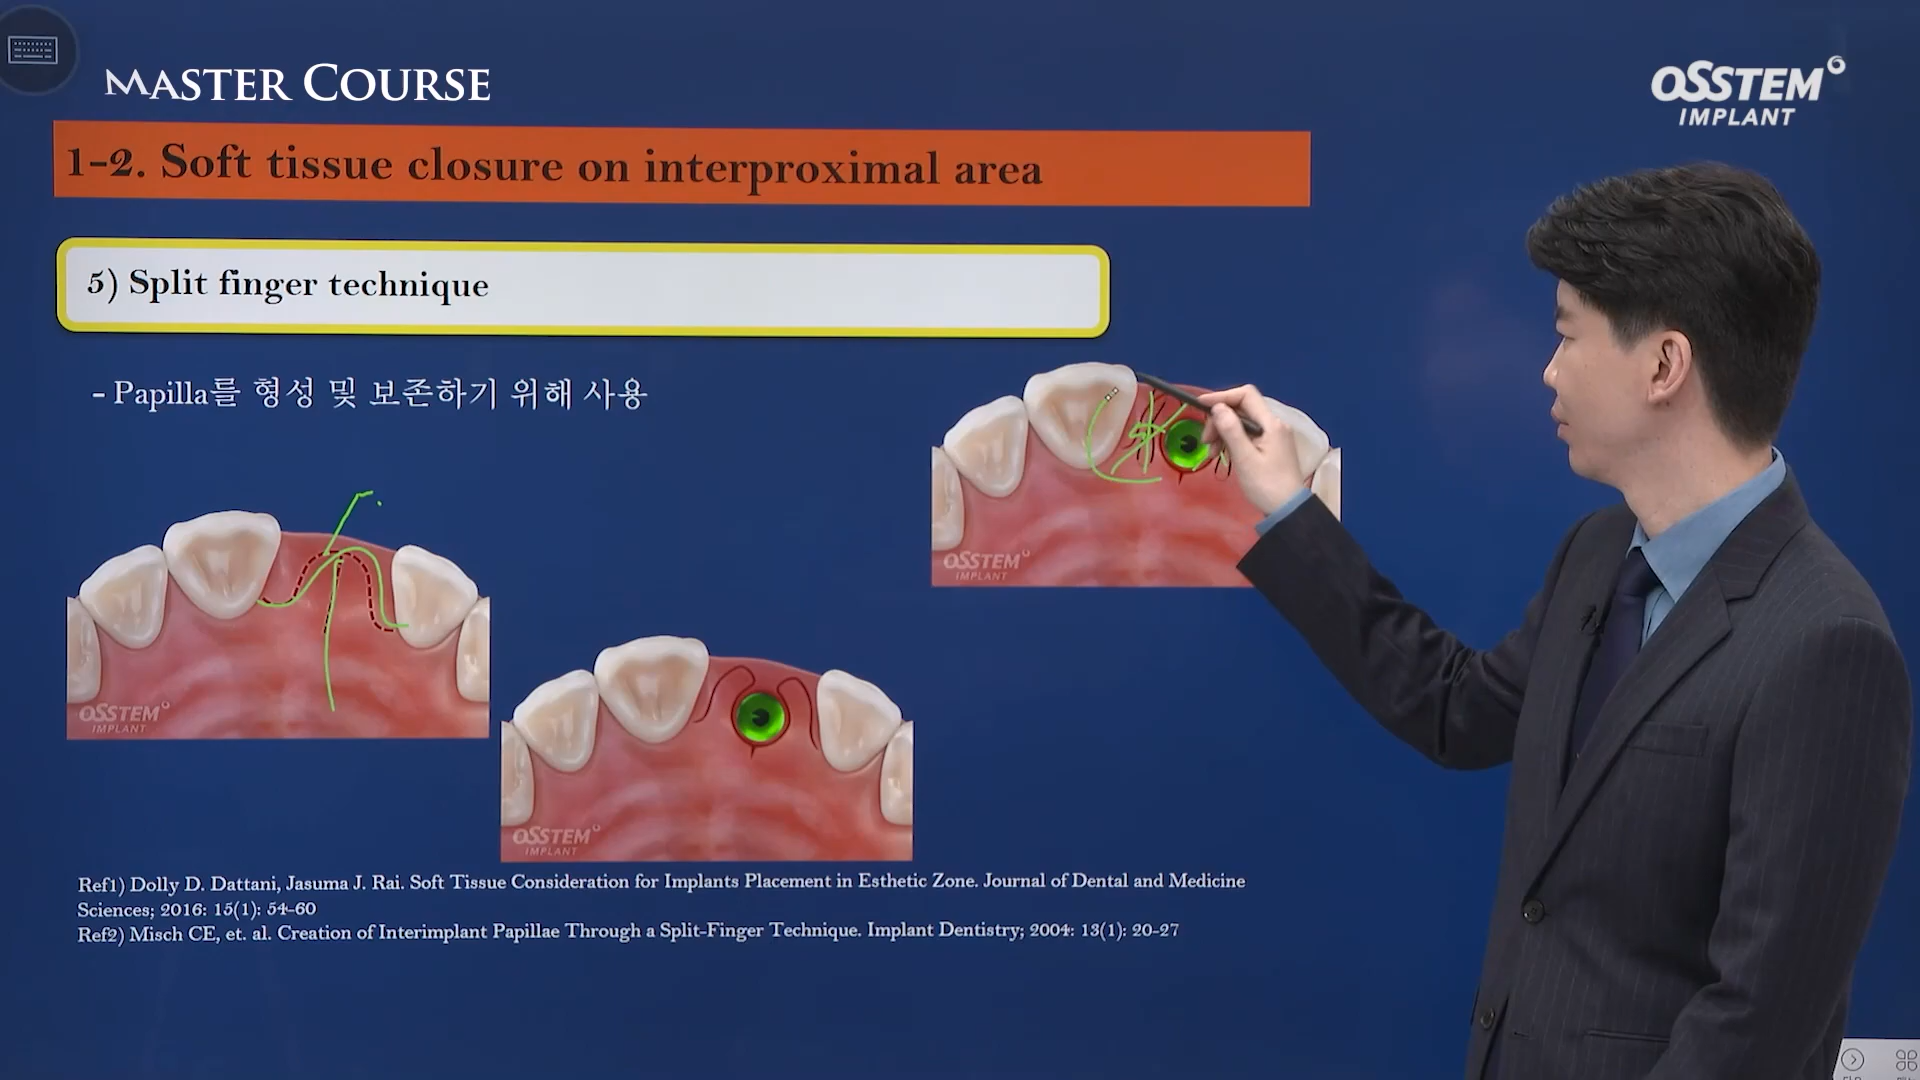 MASTER COURSE
OSSTEM
IMPLANT
1-2. Soft tissue closure on interproximal area
5) Split finger technique
- Papilla를 형성 및 보존하기 위해 사용
OSSTEM
IMPLANT
OSSTEM
IMPLANT
OSSTEM
IMPLANT
Ref1) Dolly D. Dattani, Jasuma J. Rai. Soft Tissue Consideration for Implants Placement in Esthetic Zone. Journal of Dental and Medicine
Sciences; 2016: 15(1): 54-60
Ref2) Misch CE, et. al. Creation of Interimplant Papillae Through a Split-Finger Technique. Implant Dentistry; 2004: 13(1): 20-27